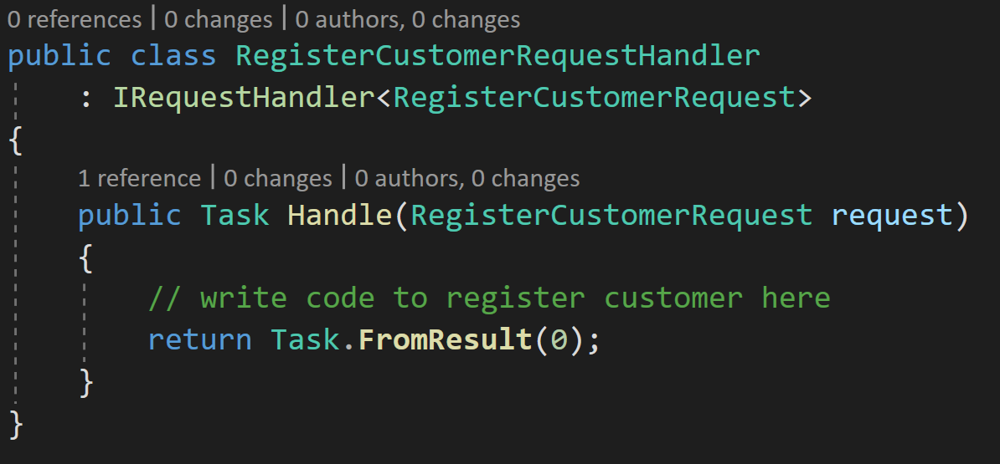 0 references | 0 changes | 0 authors, 0 changes
public class RegisterCustomerRequestHandler
: IRequestHandler<RegisterCustomerRequest>
{
1 reference | 0 changes | 0 authors, 0 changes
public Task Handle(RegisterCustomerRequest request)
{
// write code to register customer here
return Task.FromResult(0);
}
}